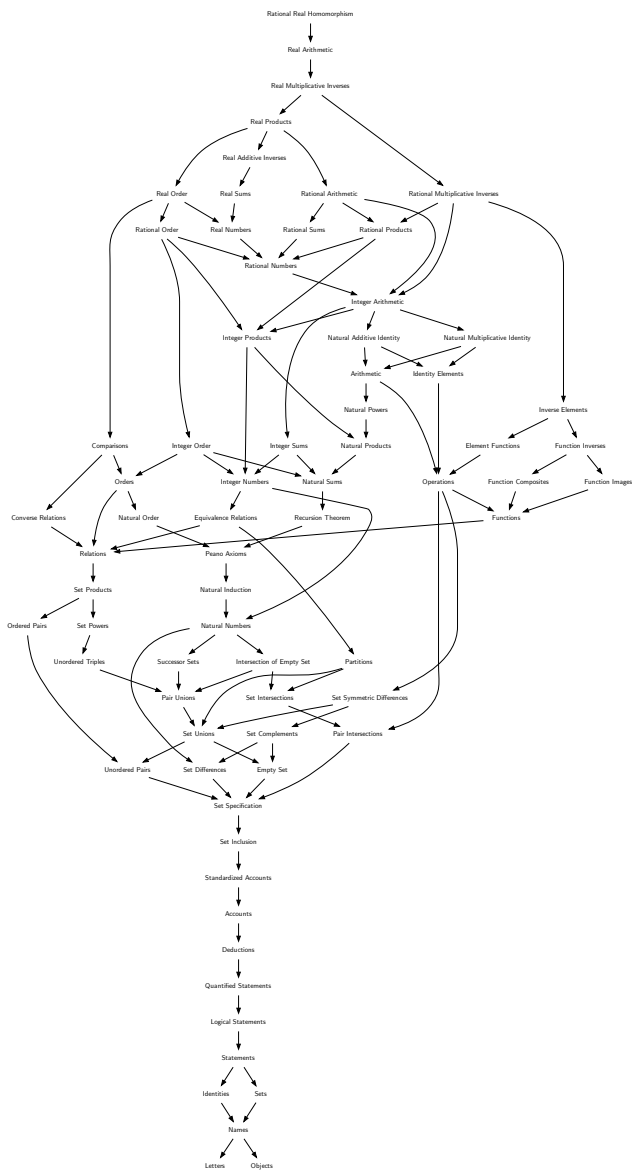 Rational Real Homomorphism
Real Arithmetic
Real Multiplicative Inverses
Real Products
Real Additive Inverses
Real Order
Real Sums
Rational Arithmetic
Rational Multiplicative Inverses
Rational Order
Real Numbers
Rational Sums
Rational Products
Rational Numbers
Integer Arithmetic
Integer Products
Natural Additive Identity
Natural Multiplicative Identity
Arithmetic
Identity Elements
Natural Powers
Inverse Elements
Comparisons
Integer Order
Integer Sums
Natural Products
Element Functions
Function Inverses
Orders
Integer Numbers
Natural Sums
Operations
Function Composites
Function Images
Converse Relations
Natural Order
Equivalence Relations
Recursion Theorem
Functions
Relations
Peano Axioms
Set Products
Natural Induction
Ordered Pairs
Set Powers
Natural Numbers
Unordered Triples
Successor Sets
Intersection of Empty Set
Partitions
Pair Unions
Set Intersections
Set Symmetric Differences
Set Unions
Set Complements
Pair Intersections
Unordered Pairs
Set Differences
Empty Set
Set Specification
Set Inclusion
Standardized Accounts
Accounts
Deductions
Quantified Statements
Logical Statements
Statements
Identities
Sets
Names
Letters
Objects